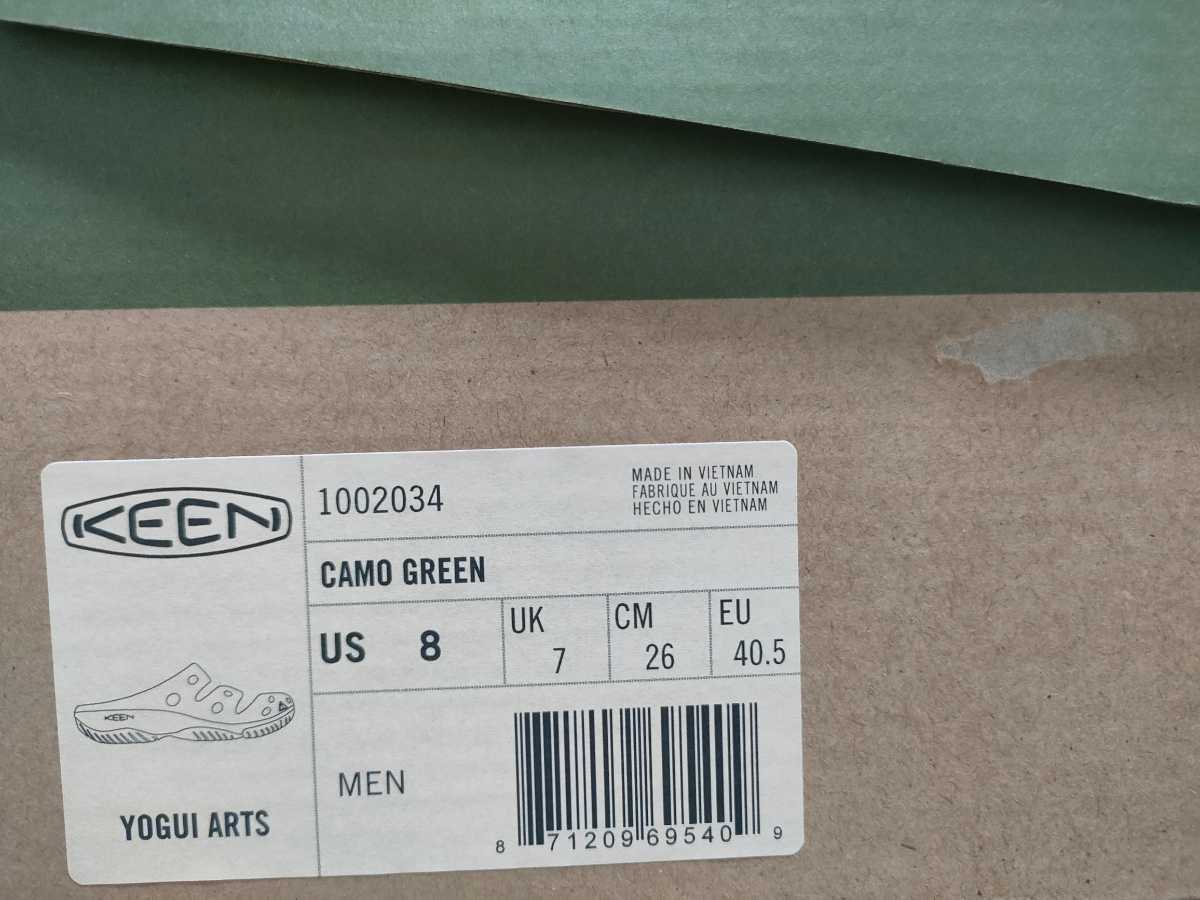 KEEN
1002034
MADE IN VIETNAM
FABRIQUE AU VIETNAM
HECHO EN VIETNAM
CAMO GREEN
US 8
UK 7
CM 26
EU 40.5
KEEN
YOGUI ARTS
MEN
8 71209 69540 9